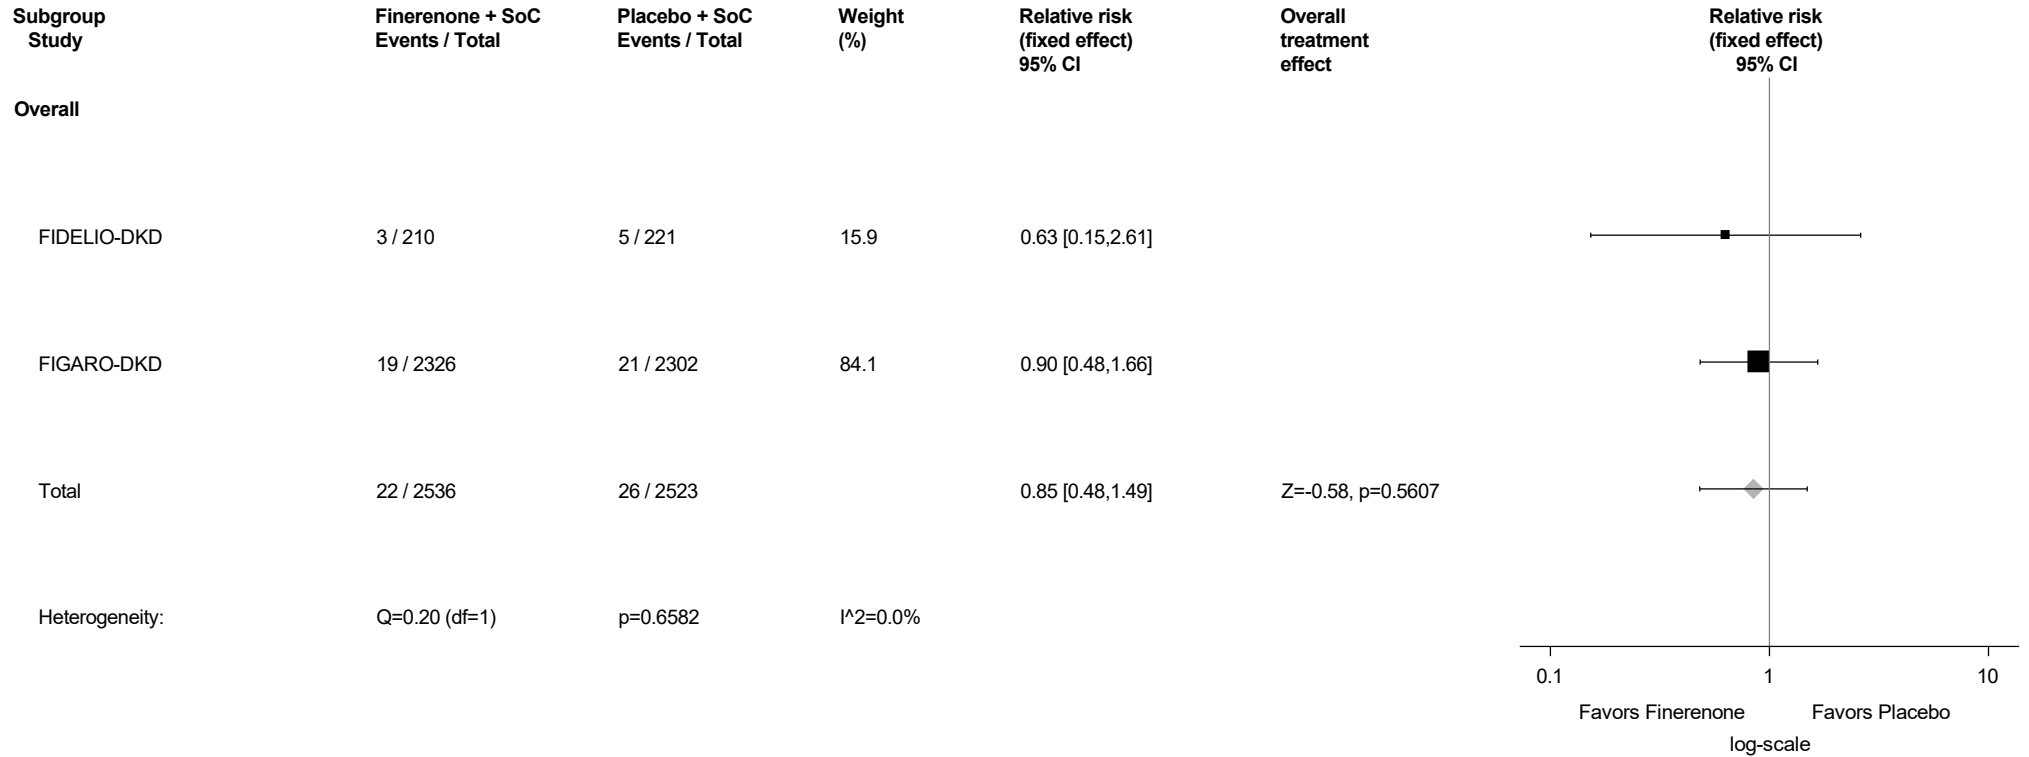 Subgroup Finerenone + SoC Placebo + SoC Weight Relative risk Overall Relative risk
Study Events / Total Events / Total (%) (fixed effect) treatment (fixed effect)
95% CI effect 95% CI
Overall
FIDELIO-DKD 3 / 210 5 / 221 15.9 0.63 [0.15,2.61]
FIGARO-DKD 19 / 2326 21 / 2302 84.1 0.90 [0.48,1.66]
Total 22 / 2536 26 / 2523 0.85 [0.48,1.49] Z=-0.58, p=0.5607
Heterogeneity: Q=0.20 (df=1) p=0.6582 I^2=0.0%
0.1 1 10
Favors Finerenone Favors Placebo
log-scale